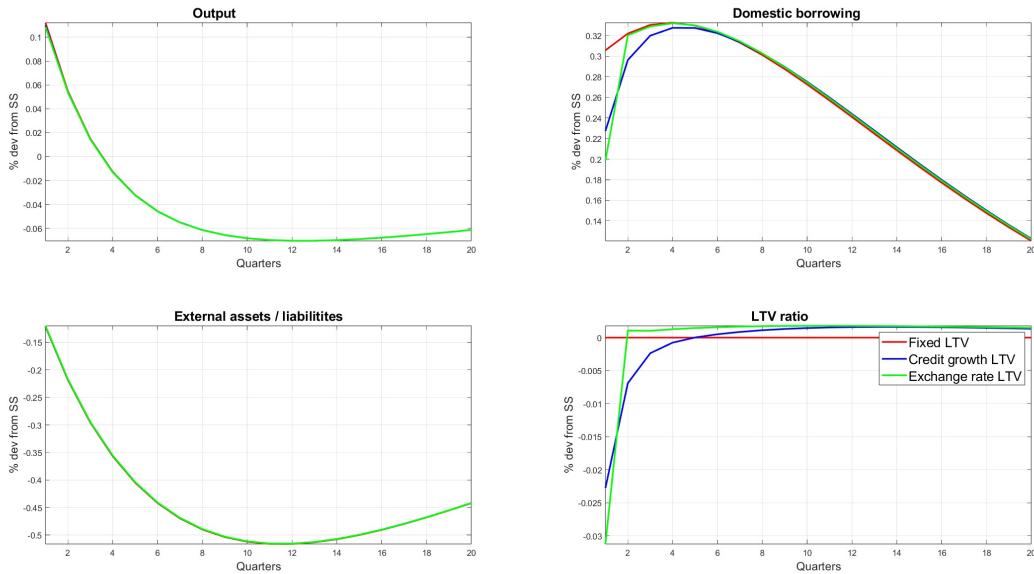 Output
% dev from SS
0.1
0.08
0.06
0.04
0.02
0
-0.02
-0.04
-0.06
2 4 6 8 10 12 14 16 18 20
Quarters
Domestic borrowing
% dev from SS
0.32
0.3
0.28
0.26
0.24
0.22
0.2
0.18
0.16
0.14
2 4 6 8 10 12 14 16 18 20
Quarters
External assets / liabilitites
% dev from SS
-0.15
-0.2
-0.25
-0.3
-0.35
-0.4
-0.45
-0.5
2 4 6 8 10 12 14 16 18 20
Quarters
LTV ratio
% dev from SS
0
-0.005
-0.01
-0.015
-0.02
-0.025
-0.03
Fixed LTV
Credit growth LTV
Exchange rate LTV
2 4 6 8 10 12 14 16 18 20
Quarters